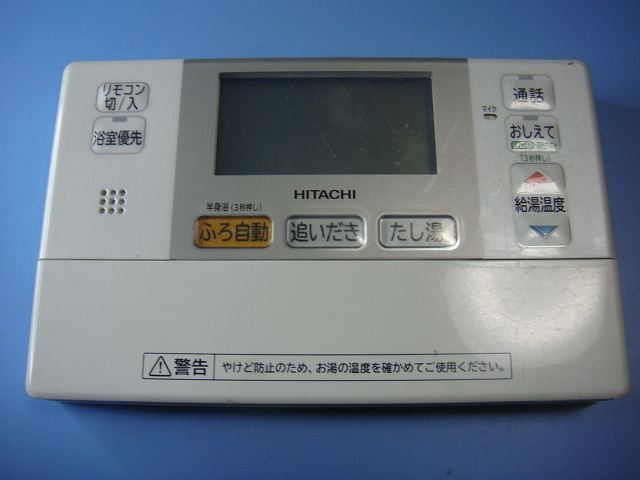 リモコン
切/入
浴室優先
マイク
通話
おしえて
(3秒押し)
給湯温度
HITACHI
半身浴(3秒押し)
ふろ自動
追いだき
たし湯
警告
やけど防止のため、お湯の温度を確かめてご使用ください。